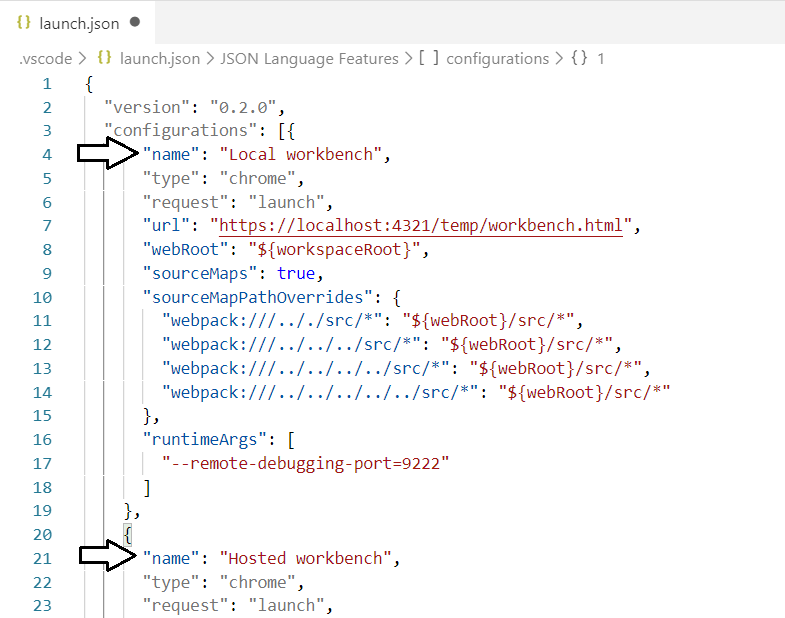 {} launch.json ●
.vscode > {} launch.json > JSON Language Features > [ ] configurations > {} 1
1 {
2 "version": "0.2.0",
3 "configurations": [{
4 "name": "Local workbench",
5 "type": "chrome",
6 "request": "launch",
7 "url": "https://localhost:4321/temp/workbench.html",
8 "webRoot": "${workspaceRoot}",
9 "sourceMaps": true,
10 "sourceMapPathOverrides": {
11 "webpack:///.././src/*": "${webRoot}/src/*",
12 "webpack:///../../../src/*": "${webRoot}/src/*",
13 "webpack:///../../../../src/*": "${webRoot}/src/*",
14 "webpack:///../../../../../src/*": "${webRoot}/src/*"
15 },
16 "runtimeArgs": [
17 "--remote-debugging-port=9222"
18 ]
19 },
20 {
21 "name": "Hosted workbench",
22 "type": "chrome",
23 "request": "launch",